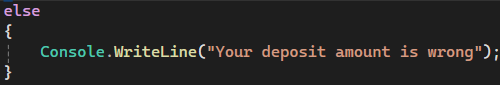 else
{
Console.WriteLine("Your deposit amount is wrong");
}